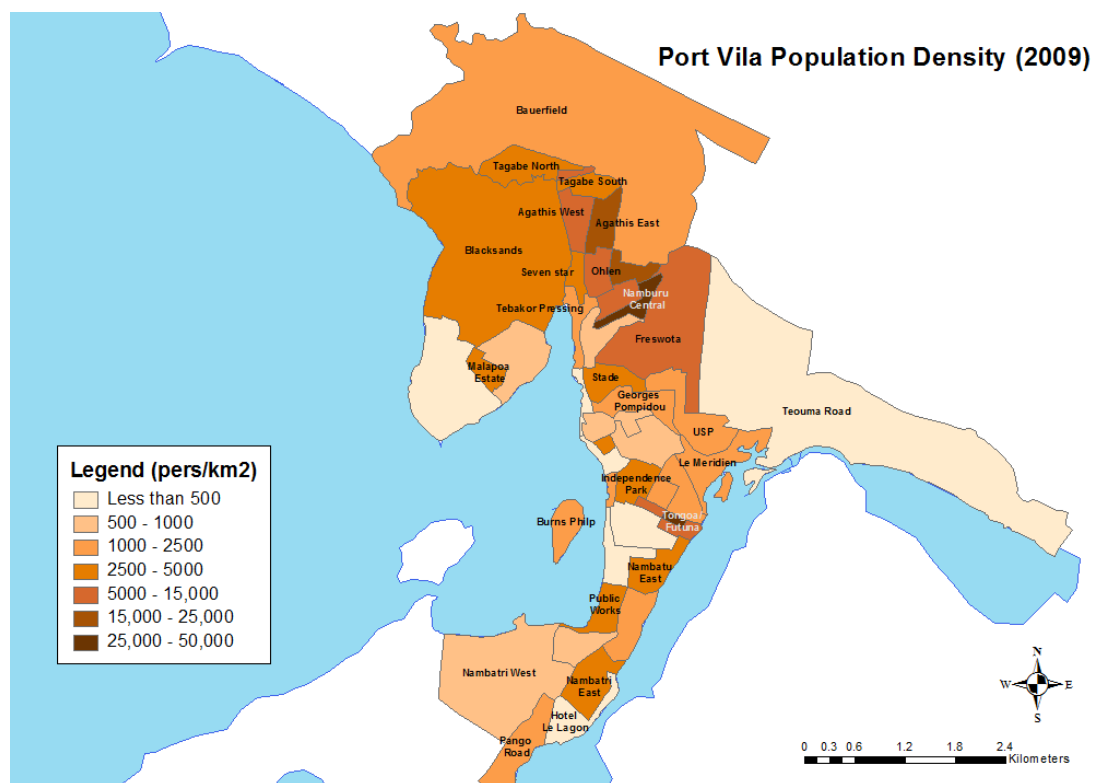 Port Vila Population Density (2009)
Bauerfield
Tagabe North
Tagabe South
Agathis West
Agathis East
Blacksands
Seven star
Ohlen
Namburu
Central
Tebakor Pressing
Freswota
Malapoa
Estate
Stade
Georges
Pompidou
Teouma Road
USP
Le Meridien
Independence
Park
Burns Philp
Tongoa
Futuna
Nambatu
East
Public
Works
Nambatri West
Nambatri
East
Hotel
Le Lagon
Pango
Road
Legend (pers/km2)
Less than 500
500 - 1000
1000 - 2500
2500 - 5000
5000 - 15,000
15,000 - 25,000
25,000 - 50,000
N
W E
S
0 0.3 0.6 1.2 1.8 2.4
Kilometers